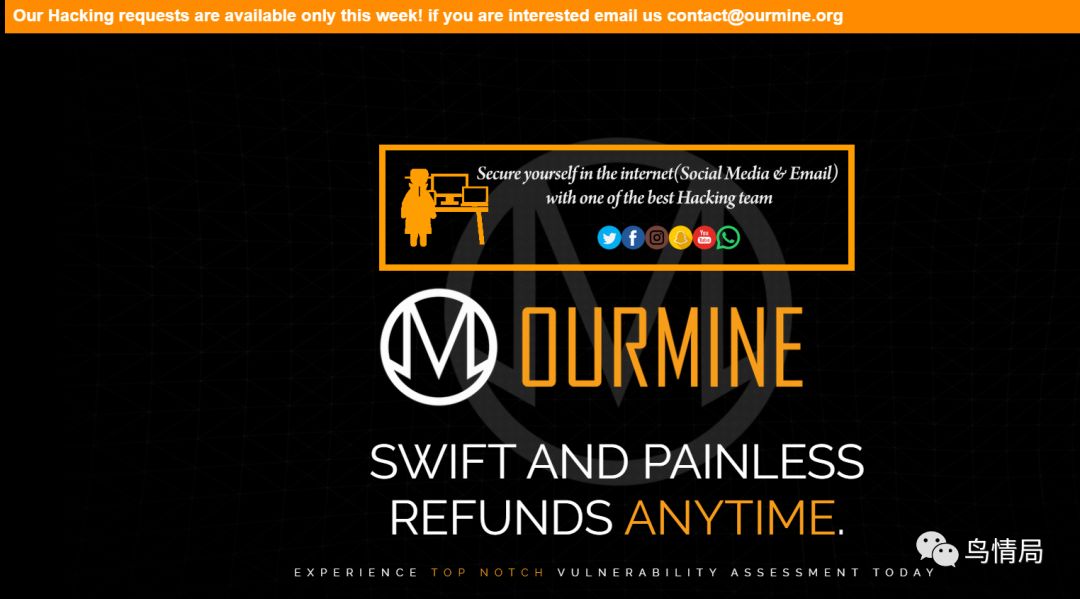 Our Hacking requests are available only this week! if you are interested email us contact@ourmine.org
Secure yourself in the internet(Social Media & Email)
with one of the best Hacking team
You
Tube
OURMINE
SWIFT AND PAINLESS
REFUNDS ANYTIME.
鸟情局
EXPERIENCE TOP NOTCH VULNERABILITY ASSESSMENT TODAY